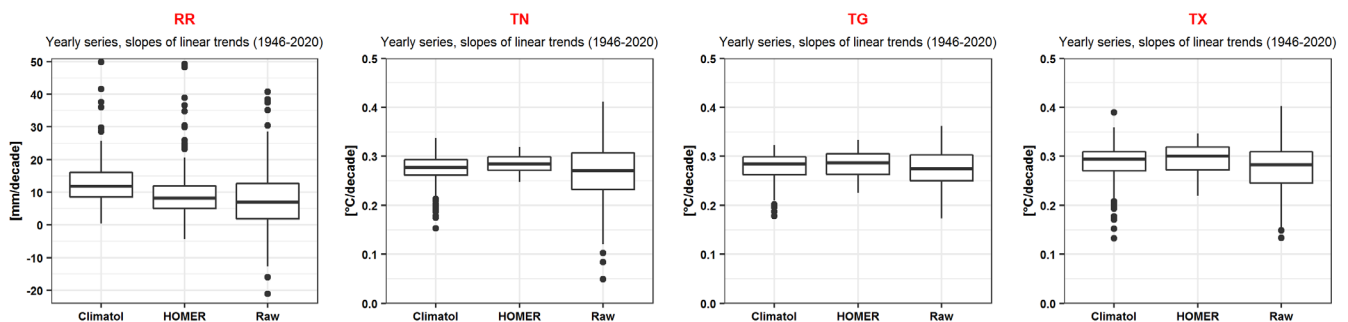 RR
Yearly series, slopes of linear trends (1946-2020)
[mm/decade]
50
40
30
20
10
0
-10
-20
Climatol HOMER Raw
TN
Yearly series, slopes of linear trends (1946-2020)
[°C/decade]
0.5
0.4
0.3
0.2
0.1
0.0
Climatol HOMER Raw
TG
Yearly series, slopes of linear trends (1946-2020)
[°C/decade]
0.5
0.4
0.3
0.2
0.1
0.0
Climatol HOMER Raw
TX
Yearly series, slopes of linear trends (1946-2020)
[°C/decade]
0.5
0.4
0.3
0.2
0.1
0.0
Climatol HOMER Raw